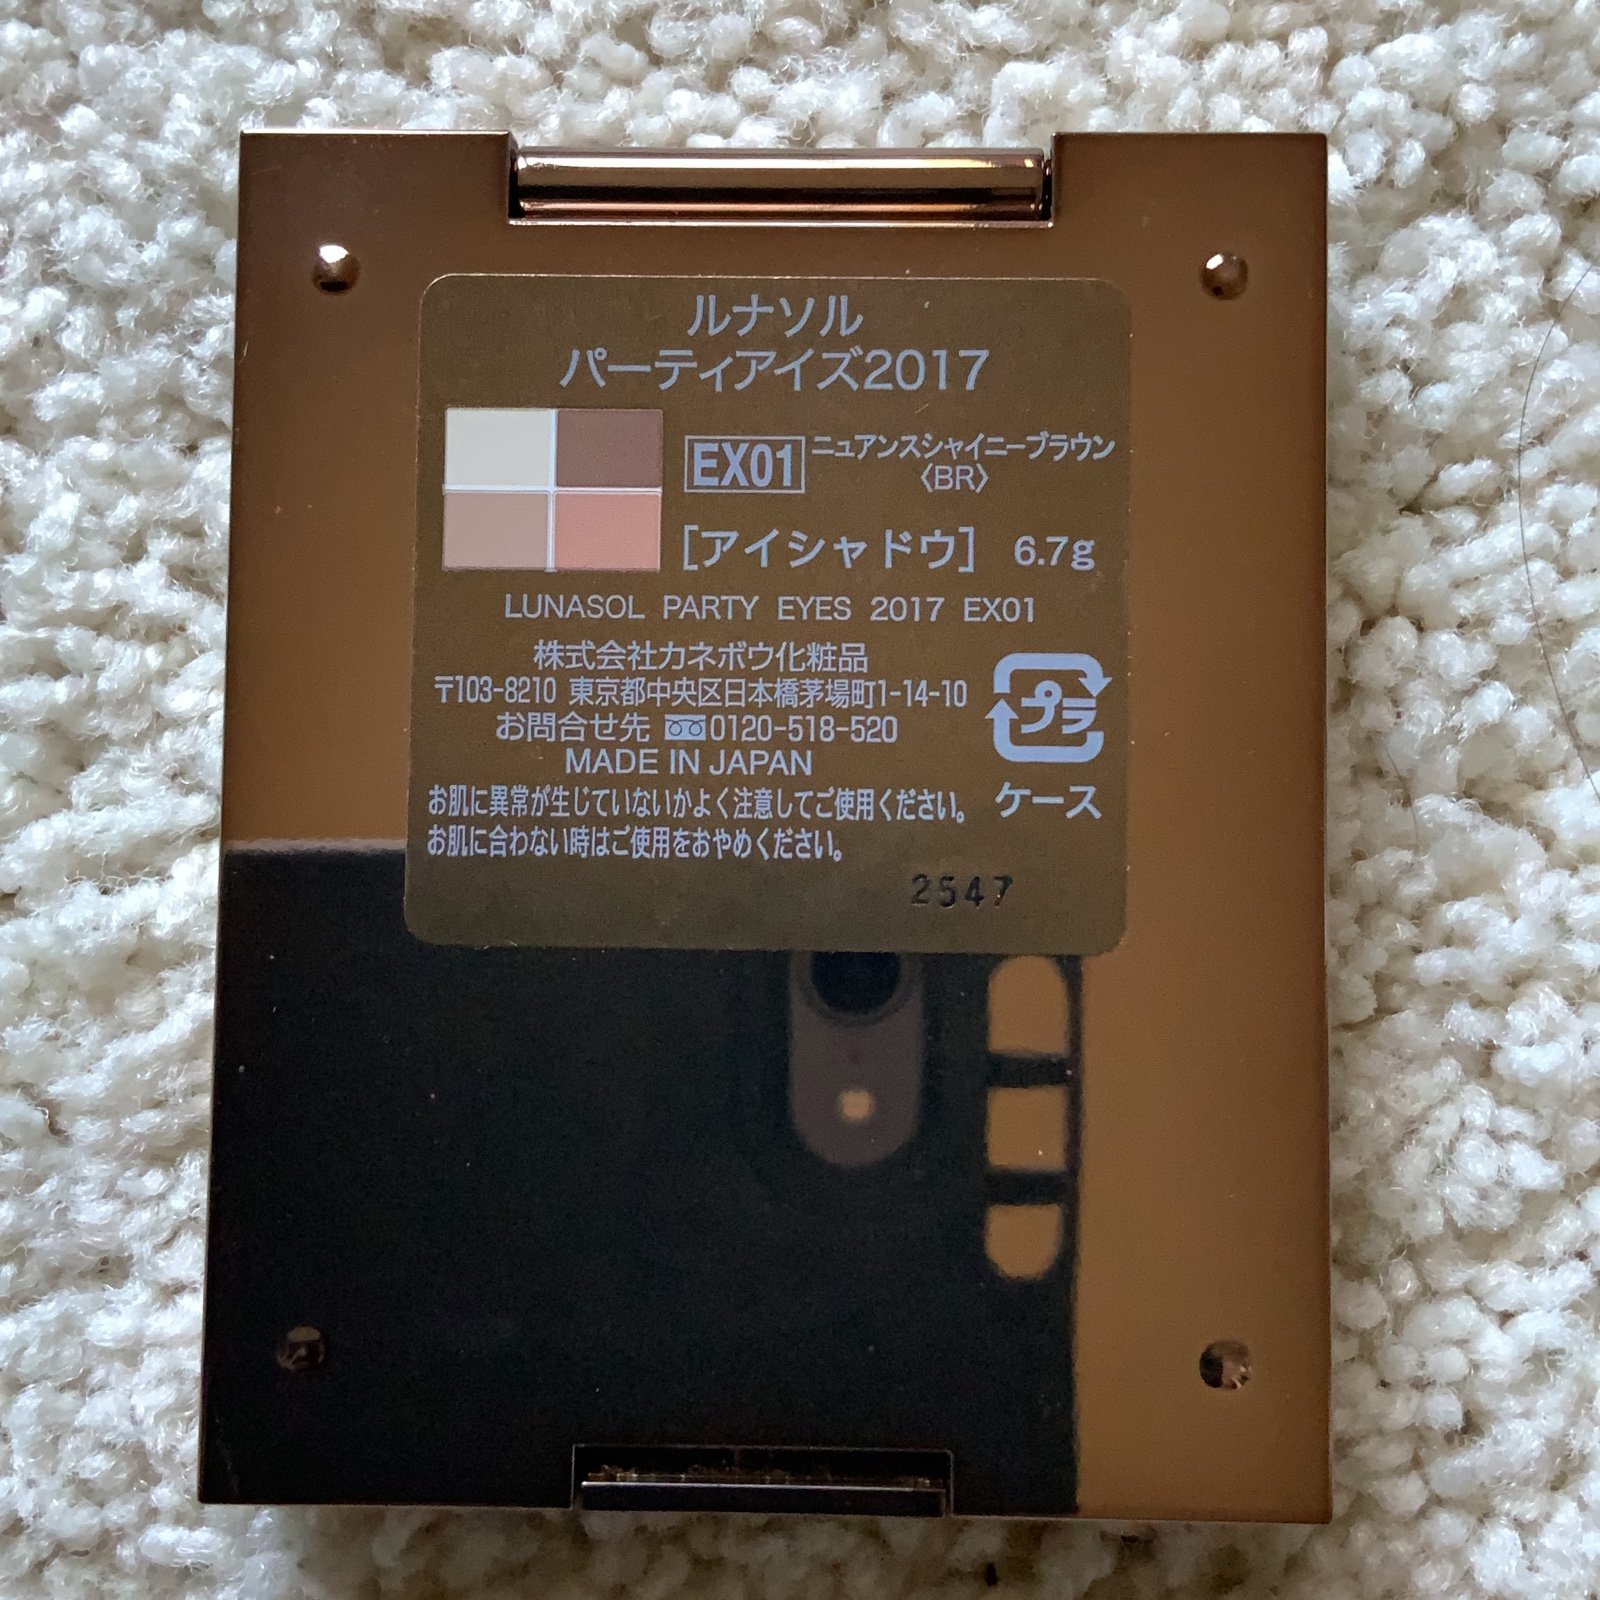 ルナソル
パーティアイズ2017
EX01 ニュアンスシャイニーブラウン
〈BR〉
[アイシャドウ] 6.7g
LUNASOL PARTY EYES 2017 EX01
株式会社カネボウ化粧品
〒103-8210 東京都中央区日本橋茅場町1-14-10
お問合せ先 0120-518-520
MADE IN JAPAN
プラ
ケース
お肌に異常が生じていないかよく注意してご使用ください。
お肌に合わない時はご使用をおやめください。
2547